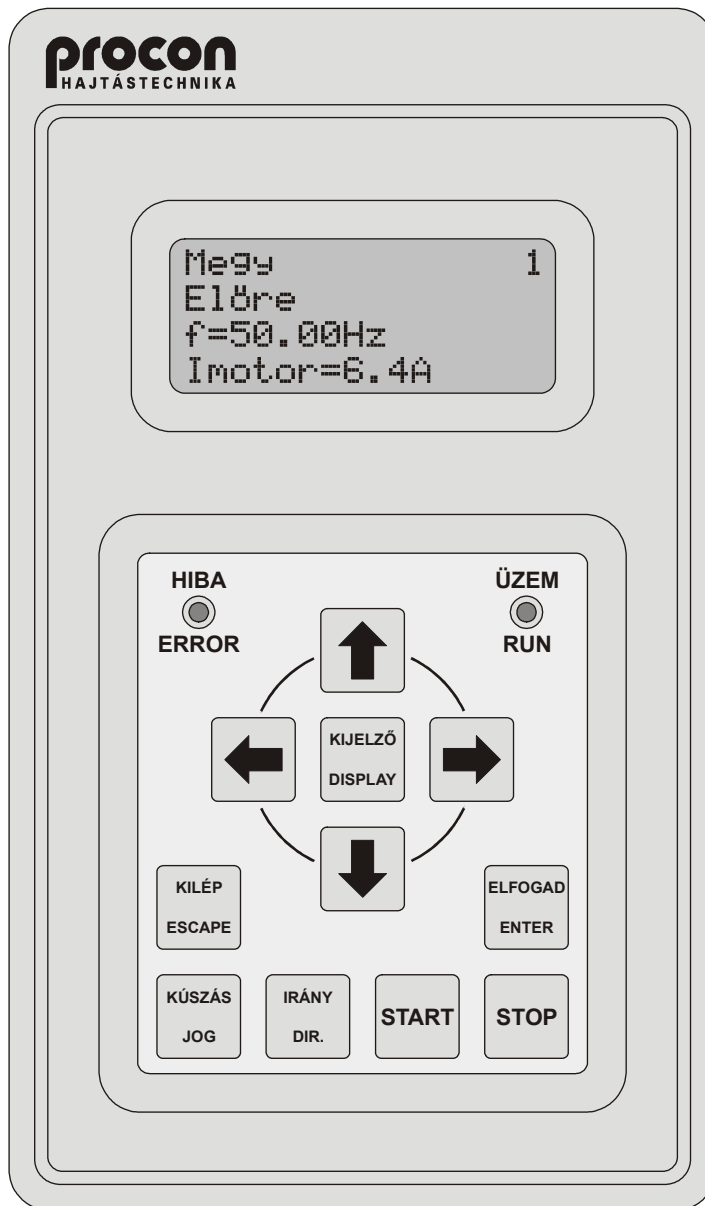 procon
HAJTÁSTECHNIKA
Megy 1
Előre
f=50.00Hz
Imotor=6.4A
HIBA
ERROR
ÜZEM
RUN
KIJELZŐ
DISPLAY
KILÉP
ESCAPE
ELFOGAD
ENTER
KÚSZÁS
JOG
IRÁNY
DIR.
START
STOP